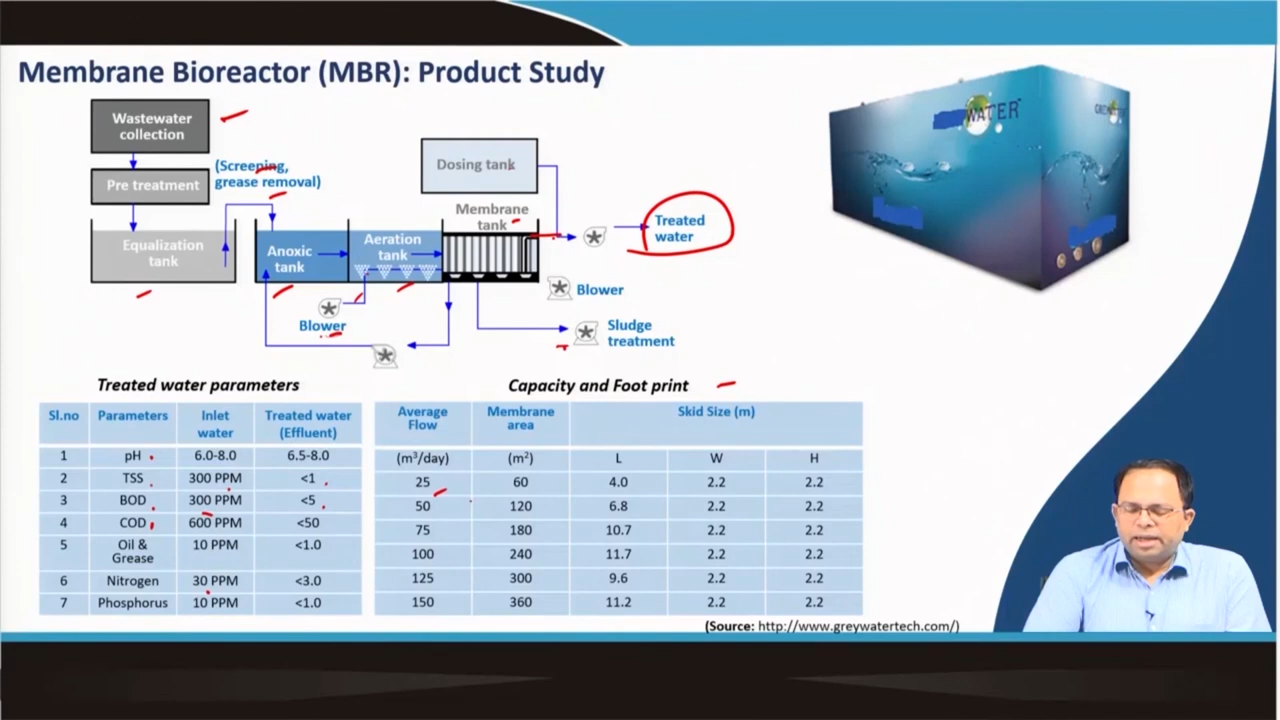 Membrane Bioreactor (MBR): Product Study
Wastewater
collection
Pre treatment
(Screening,
grease removal)
Equalization
tank
Anoxic
tank
Aeration
tank
Dosing tank
Membrane
tank
Treated
water
Blower
Blower
Sludge
treatment
WATER
GREYWATER
Treated water parameters
Sl.no Parameters Inlet water Treated water (Effluent)
1 pH 6.0-8.0 6.5-8.0
2 TSS 300 PPM <1
3 BOD 300 PPM <5
4 COD 600 PPM <50
5 Oil & Grease 10 PPM <1.0
6 Nitrogen 30 PPM <3.0
7 Phosphorus 10 PPM <1.0
Capacity and Foot print
Average Flow Membrane area Skid Size (m)
(m³/day) (m²) L W H
25 60 4.0 2.2 2.2
50 120 6.8 2.2 2.2
75 180 10.7 2.2 2.2
100 240 11.7 2.2 2.2
125 300 9.6 2.2 2.2
150 360 11.2 2.2 2.2
(Source: http://www.greywatertech.com/)